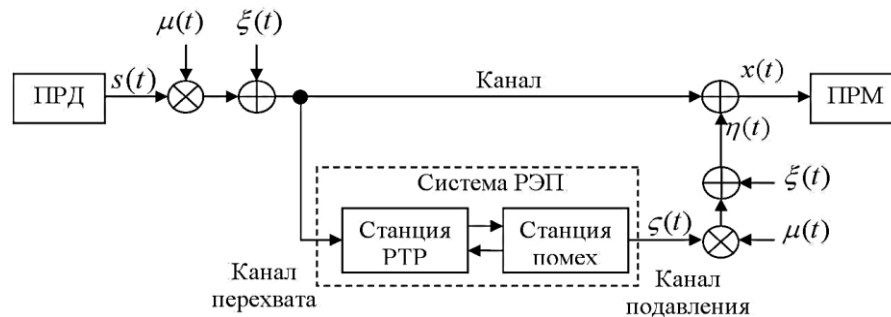 μ(t)
ξ(t)
ПРД
s(t)
Канал
x(t)
ПРМ
η(t)
Система РЭП
ξ(t)
Станция
РТР
Станция
помех
ς(t)
μ(t)
Канал
перехвата
Канал
подавления